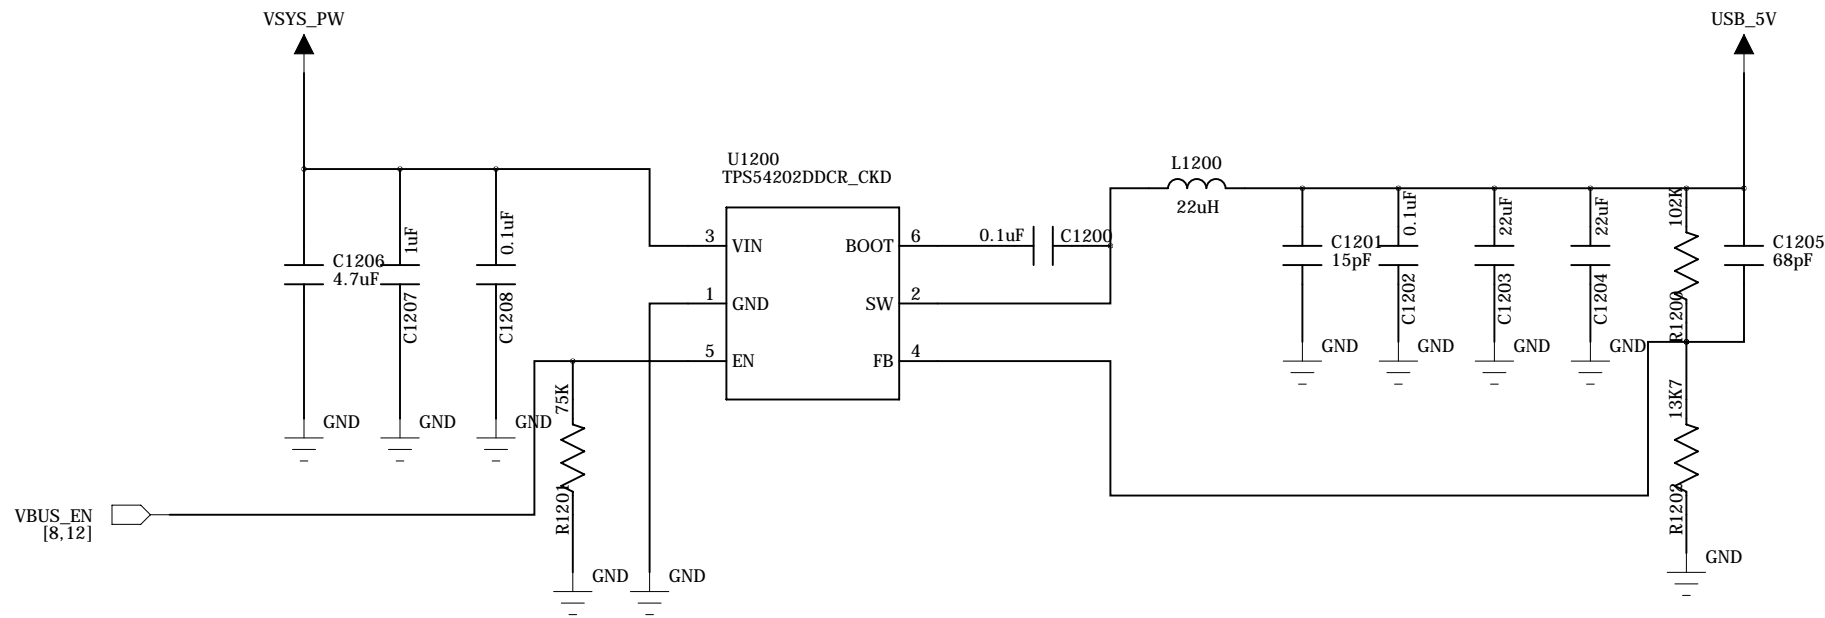 VSYS_PW
USB_5V
U1200
TPS54202DDCR_CKD
L1200
22uH
3 VIN
BOOT 6
1 GND
SW 2
5 EN
FB 4
0.1uF
C1200
C1206
4.7uF
1uF
C1207
0.1uF
C1208
C1201
15pF
0.1uF
C1202
22uF
C1203
22uF
C1204
102K
R1200
C1205
68pF
GND
GND
GND
GND
GND
GND
GND
75K
R1201
13K7
R1202
VBUS_EN
[8,12]
GND
GND
GND